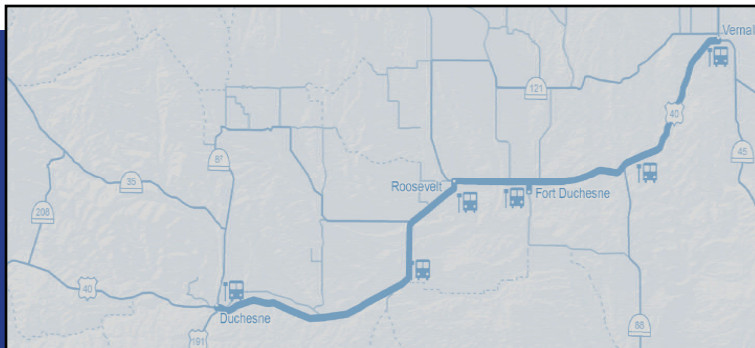 Vernal
121
40
87
45
35
Roosevelt
Fort Duchesne
208
40
Duchesne
88
191